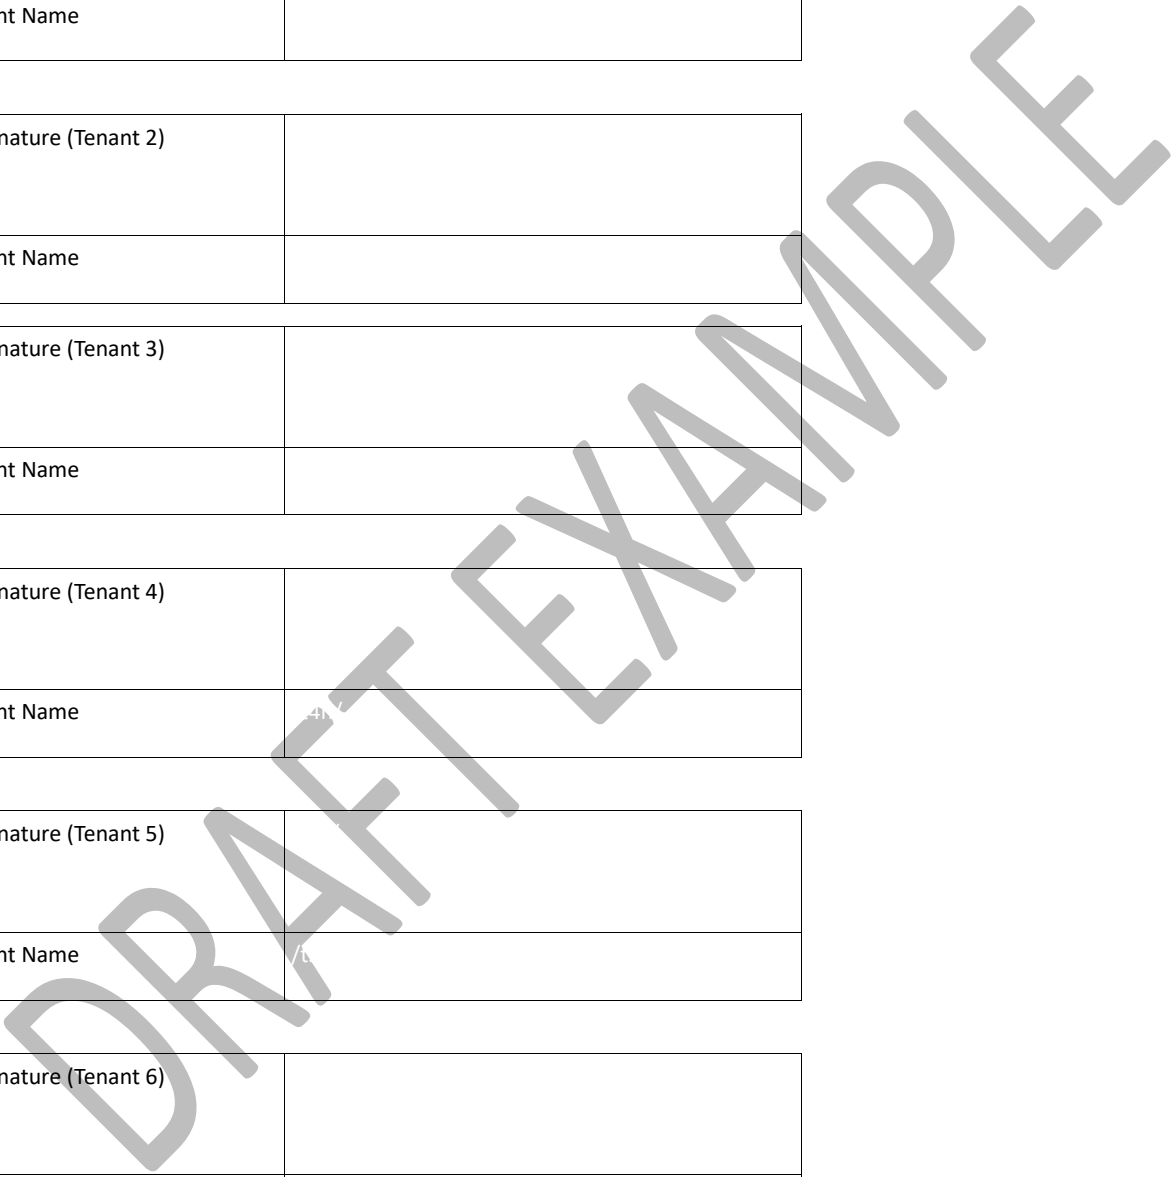 nt Name
nature (Tenant 2)
nt Name
nature (Tenant 3)
nt Name
nature (Tenant 4)
nt Name
nature (Tenant 5)
nt Name
nature (Tenant 6)
DRAFT EXAMPLE